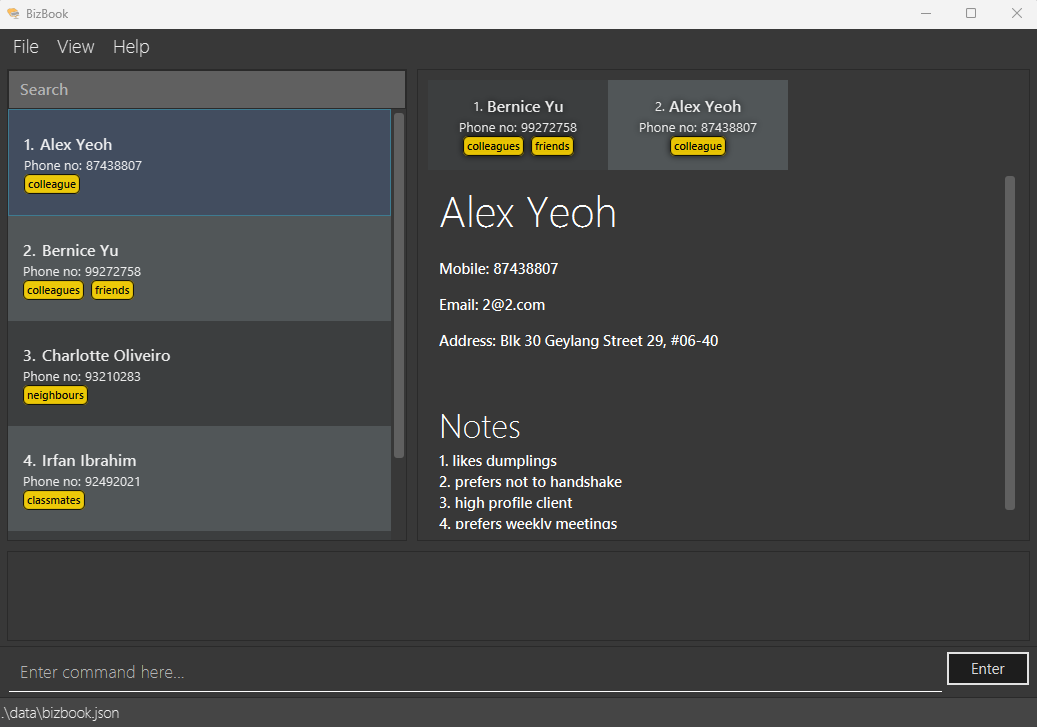 BizBook
File View Help
Search
1. Alex Yeoh
Phone no: 87438807
colleague
2. Bernice Yu
Phone no: 99272758
colleagues friends
3. Charlotte Oliveiro
Phone no: 93210283
neighbours
4. Irfan Ibrahim
Phone no: 92492021
classmates
1. Bernice Yu
Phone no: 99272758
colleagues friends
2. Alex Yeoh
Phone no: 87438807
colleague
Alex Yeoh
Mobile: 87438807
Email: 2@2.com
Address: Blk 30 Geylang Street 29, #06-40
Notes
1. likes dumplings
2. prefers not to handshake
3. high profile client
4. prefers weekly meetings
Enter command here...
Enter
.\data\bizbook.json